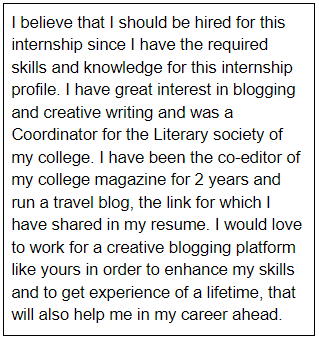 I believe that I should be hired for this
internship since I have the required
skills and knowledge for this internship
profile. I have great interest in blogging
and creative writing and was a
Coordinator for the Literary society of
my college. I have been the co-editor of
my college magazine for 2 years and
run a travel blog, the link for which I
have shared in my resume. I would love
to work for a creative blogging platform
like yours in order to enhance my skills
and to get experience of a lifetime, that
will also help me in my career ahead.